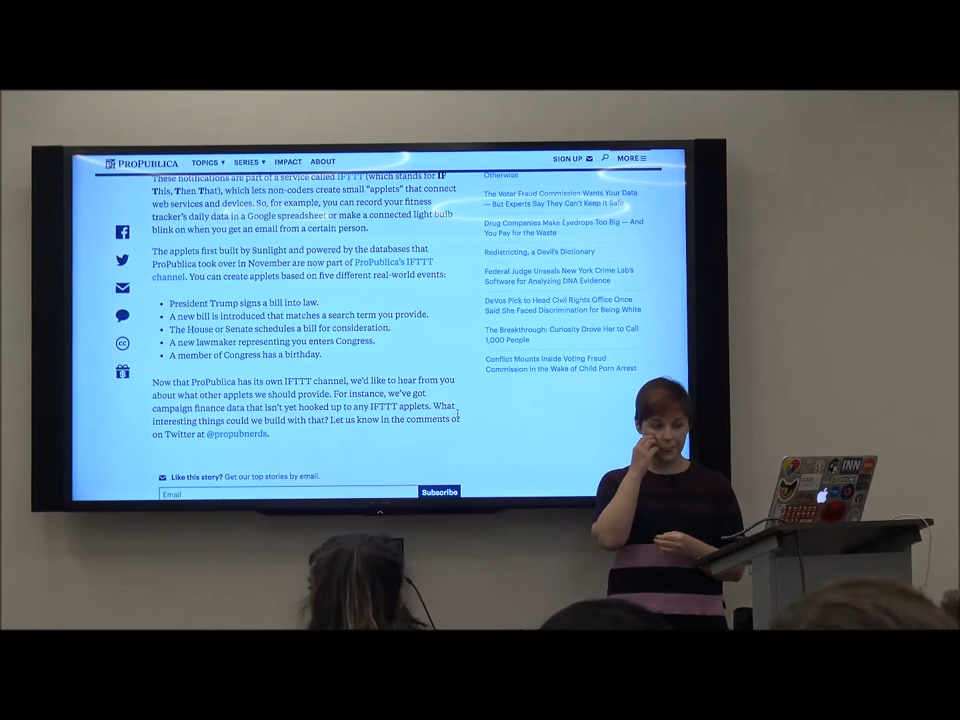 PROPUBLICA TOPICS SERIES IMPACT ABOUT SIGN UP MORE
These notifications are part of a service called IFTTT (which stands for IF
This, Then That), which lets non-coders create small “applets” that connect
web services and devices. So, for example, you can record your fitness
tracker's daily data in a Google spreadsheet or make a connected light bulb
blink on when you get an email from a certain person.
The applets first built by Sunlight and powered by the databases that
ProPublica took over in November are now part of ProPublica's IFTTT
channel. You can create applets based on five different real-world events:
• President Trump signs a bill into law.
• A new bill is introduced that matches a search term you provide.
• The House or Senate schedules a bill for consideration.
• A new lawmaker representing you enters Congress.
• A member of Congress has a birthday.
Now that ProPublica has its own IFTTT channel, we'd like to hear from you
about what other applets we should provide. For instance, we've got
campaign finance data that isn't yet hooked up to any IFTTT applets. What
interesting things could we build with that? Let us know in the comments or
on Twitter at @propubnerds.
Like this story? Get our top stories by email.
Email Subscribe
Otherwise
The Voter Fraud Commission Wants Your Data
— But Experts Say They Can't Keep It Safe
Drug Companies Make Eyedrops Too Big — And
You Pay for the Waste
Redistricting, a Devil's Dictionary
Federal Judge Unseals New York Crime Lab's
Software for Analyzing DNA Evidence
DeVos Pick to Head Civil Rights Office Once
Said She Faced Discrimination for Being White
The Breakthrough: Curiosity Drove Her to Call
1,000 People
Conflict Mounts Inside Voting Fraud
Commission in the Wake of Child Porn Arrest
cc
INN